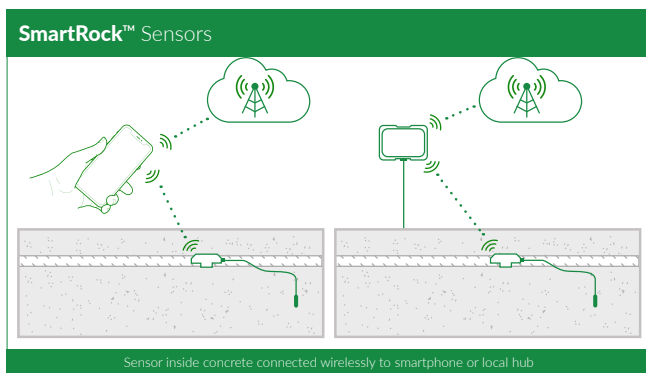 SmartRock™ Sensors
Sensor inside concrete connected wirelessly to smartphone or local hub